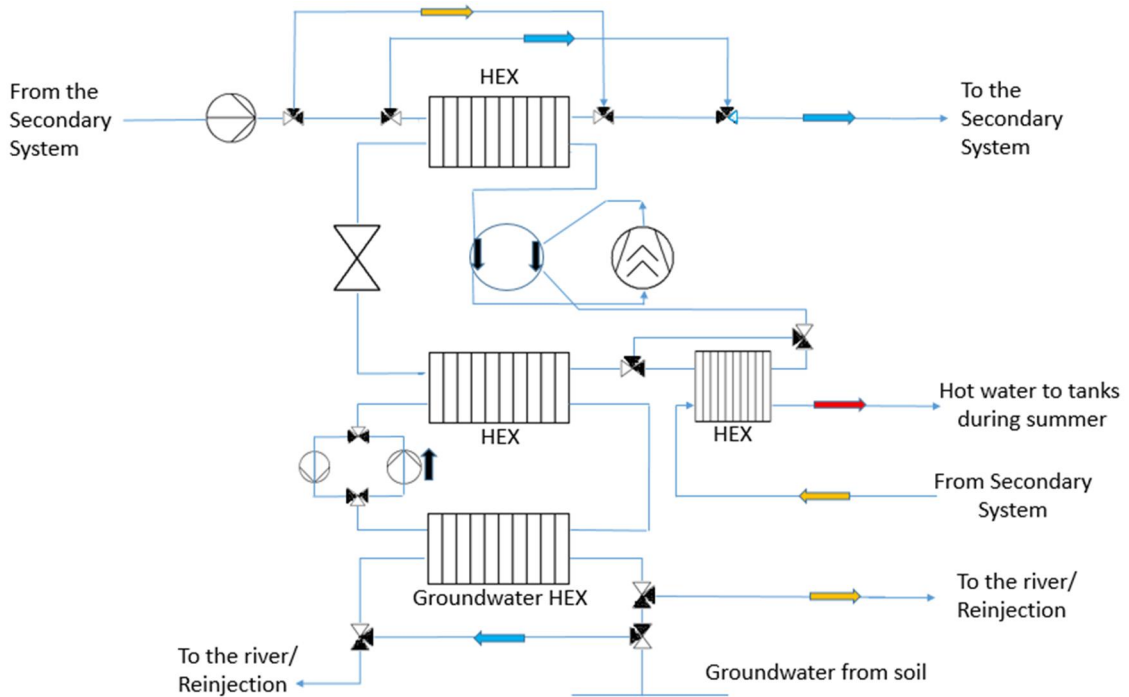 HEX
From the
Secondary
System
To the
Secondary
System
HEX
HEX
Hot water to tanks
during summer
From Secondary
System
Groundwater HEX
To the river/
Reinjection
To the river/
Reinjection
Groundwater from soil